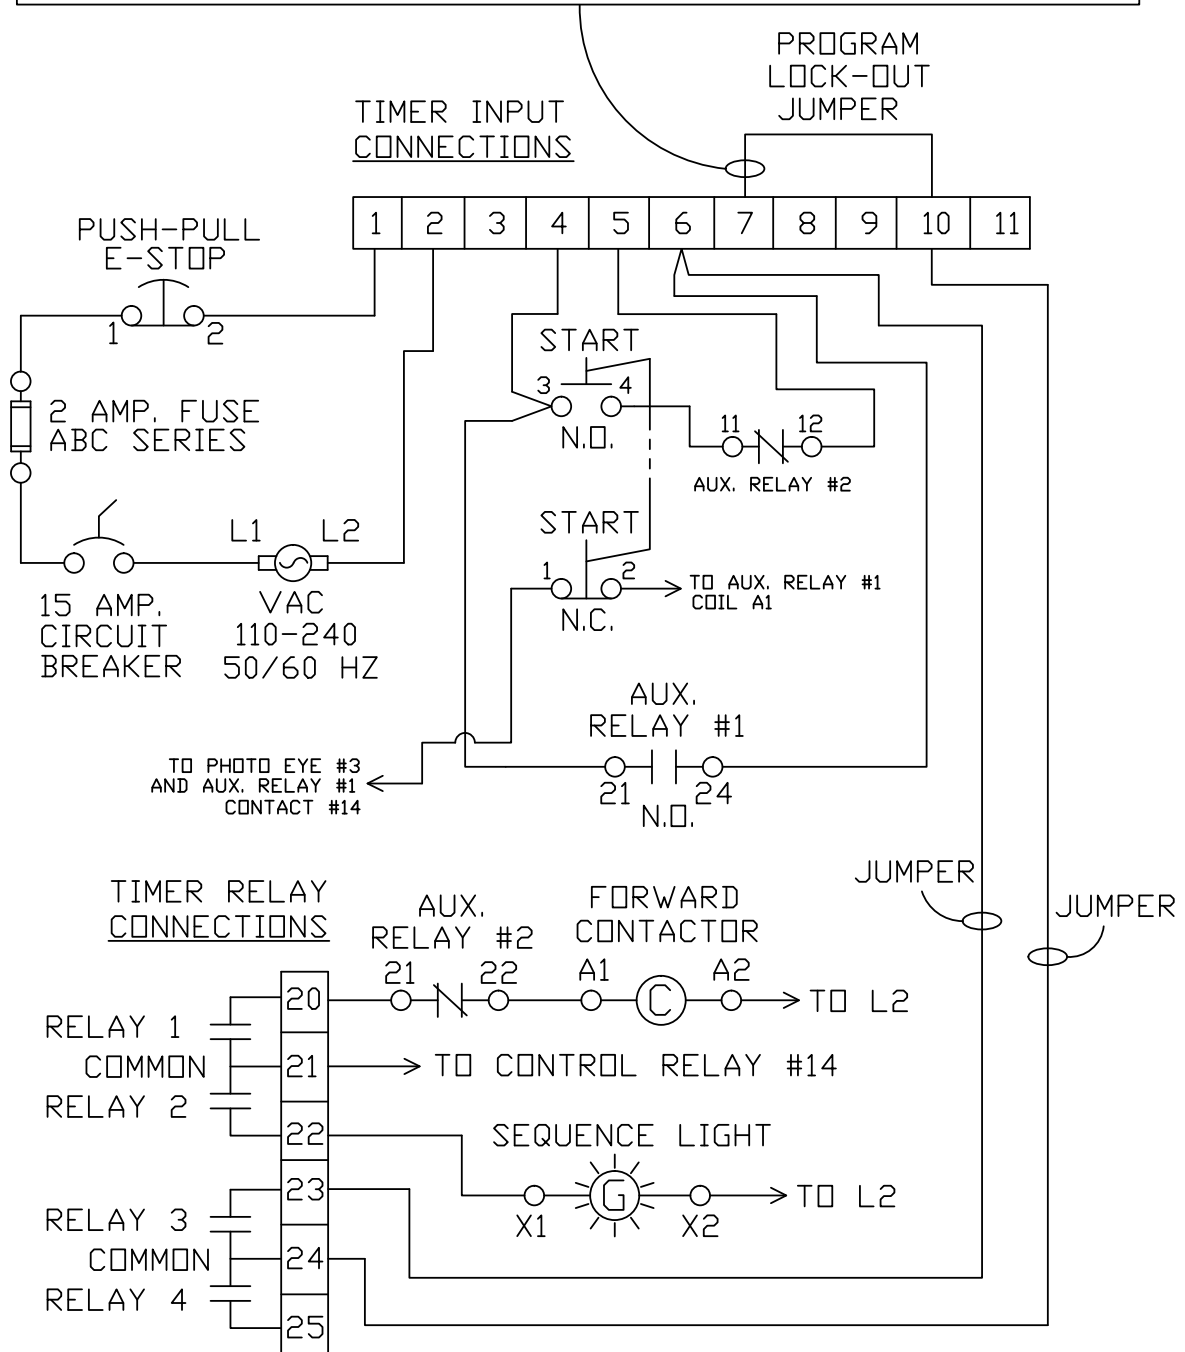 PROGRAM
LOCK-OUT
JUMPER
TIMER INPUT
CONNECTIONS
1 2 3 4 5 6 7 8 9 10 11
PUSH-PULL
E-STOP
1 2
START
3 4
N.O.
2 AMP. FUSE
ABC SERIES
11 12
AUX. RELAY #2
L1 L2
START
1 2
N.C.
TO AUX. RELAY #1
COIL A1
15 AMP.
CIRCUIT
BREAKER
VAC
110-240
50/60 HZ
AUX.
RELAY #1
21 24
N.O.
TO PHOTO EYE #3
AND AUX. RELAY #1
CONTACT #14
JUMPER
JUMPER
TIMER RELAY
CONNECTIONS
AUX.
RELAY #2
21 22
FORWARD
CONTACTOR
A1 C A2
TO L2
20
RELAY 1
COMMON
21
TO CONTROL RELAY #14
RELAY 2
22
SEQUENCE LIGHT
X1 G X2
TO L2
23
RELAY 3
COMMON
24
RELAY 4
25